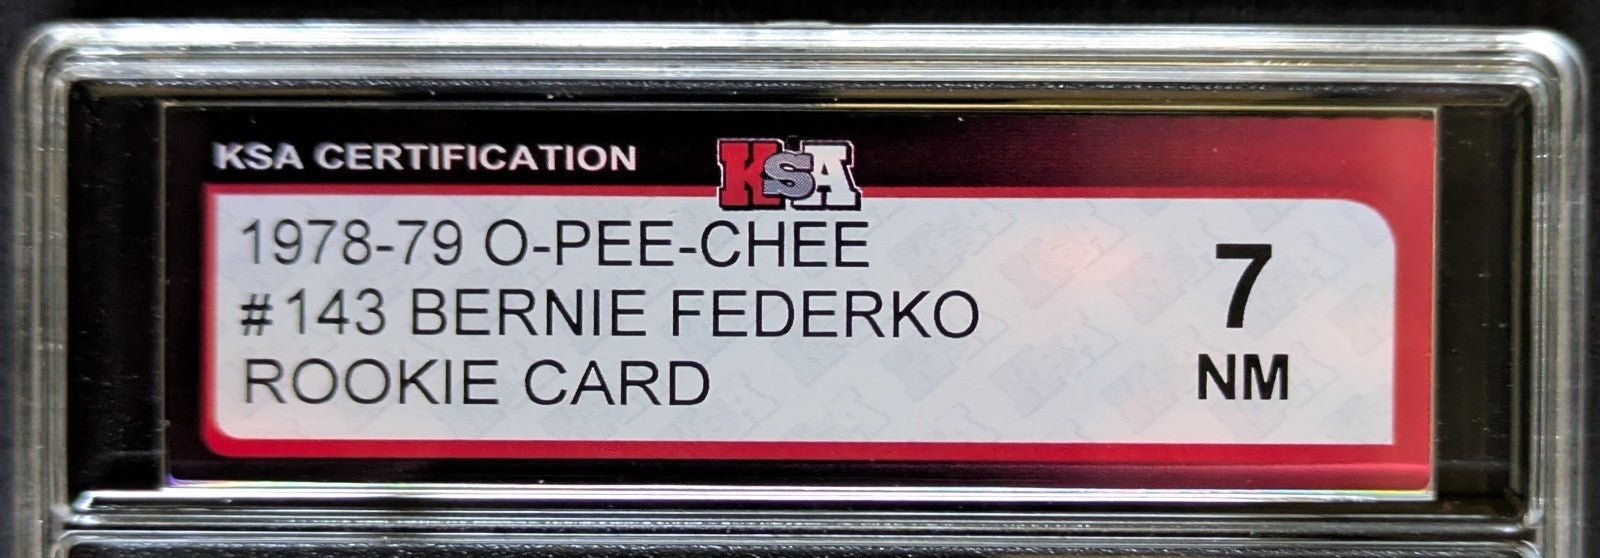 KSA CERTIFICATION
KSA
1978-79 O-PEE-CHEE
#143 BERNIE FEDERKO
ROOKIE CARD
7
NM